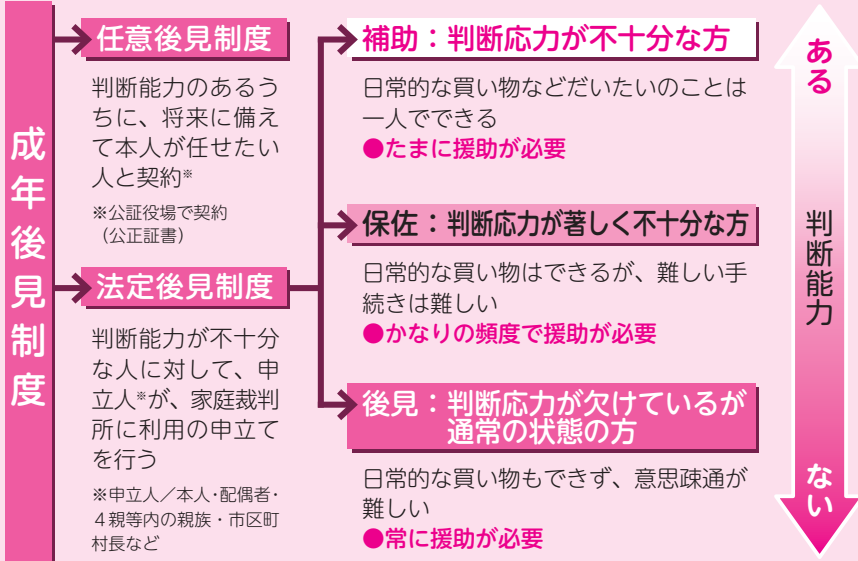 成年後見制度
任意後見制度
判断能力のあるう
ちに、将来に備え
て本人が任せたい
人と契約※
※公証役場で契約
（公正証書）
法定後見制度
判断能力が不十分
な人に対して、申
立人※が、家庭裁判
所に利用の申立て
を行う
※申立人／本人・配偶者・
４親等内の親族・市区町
村長など
補助：判断応力が不十分な方
日常的な買い物などだいたいのことは
一人でできる
●たまに援助が必要
保佐：判断応力が著しく不十分な方
日常的な買い物はできるが、難しい手
続きは難しい
●かなりの頻度で援助が必要
後見：判断応力が欠けているが
通常の状態の方
日常的な買い物もできず、意思疎通が
難しい
●常に援助が必要
ある
判断能力
ない